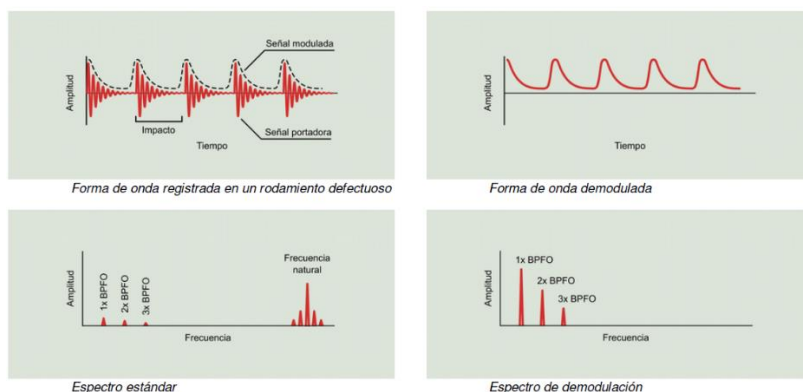 Amplitud
Señal modulada
Impacto
Señal portadora
Tiempo
Forma de onda registrada en un rodamiento defectuoso
Amplitud
Tiempo
Forma de onda demodulada
Amplitud
1x BPFO
2x BPFO
3x BPFO
Frecuencia
natural
Frecuencia
Espectro estándar
Amplitud
1x BPFO
2x BPFO
3x BPFO
Frecuencia
Espectro de demodulación